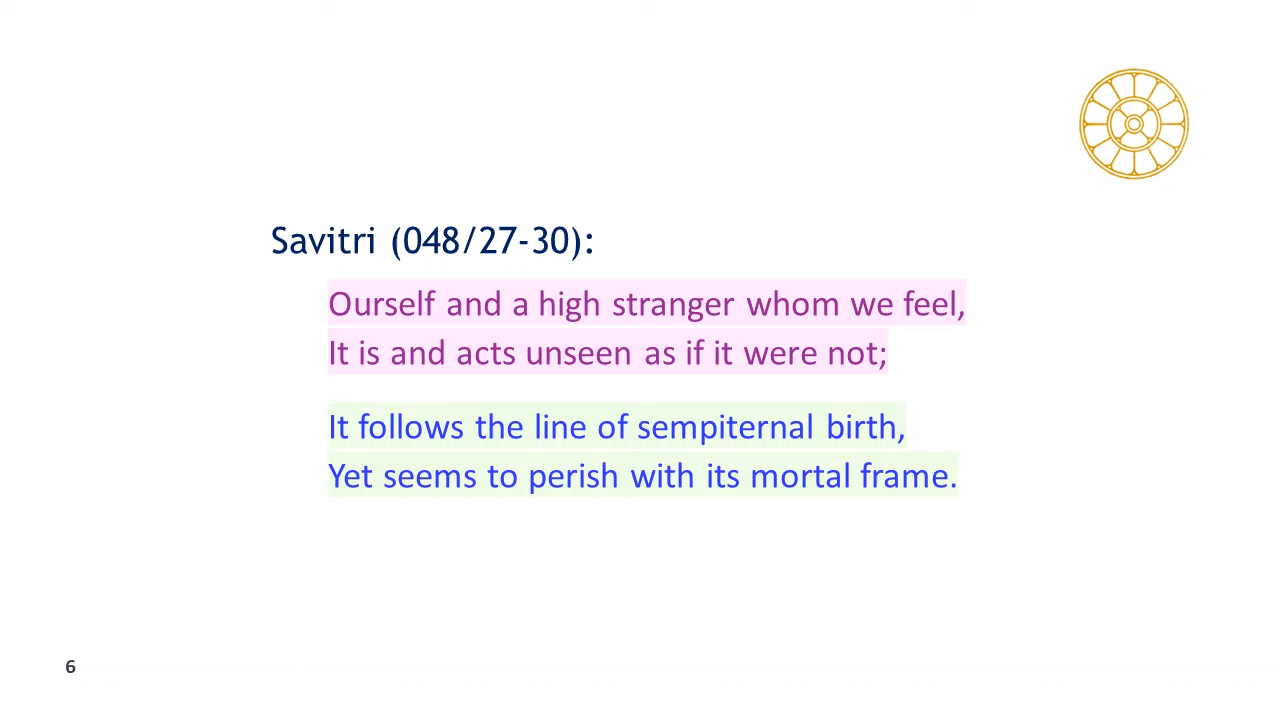 Savitri (048/27-30):
Ourself and a high stranger whom we feel,
It is and acts unseen as if it were not;
It follows the line of sempiternal birth,
Yet seems to perish with its mortal frame.
6